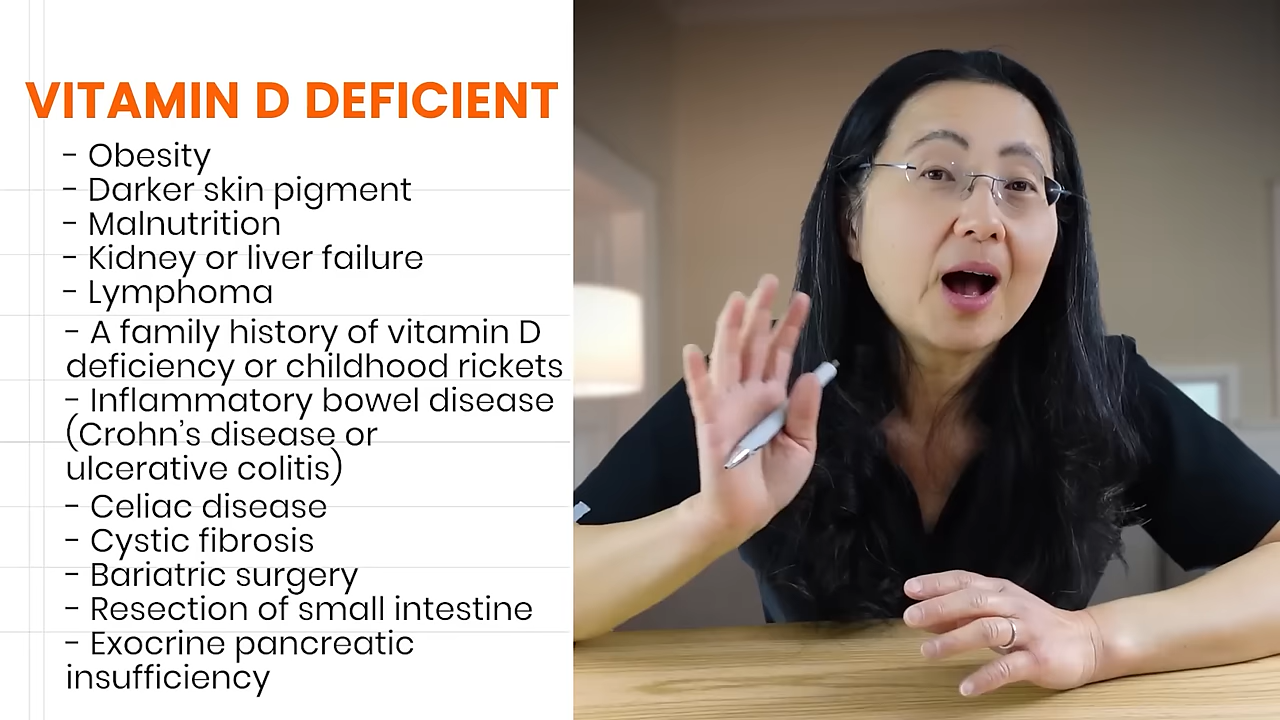 VITAMIN D DEFICIENT
- Obesity
- Darker skin pigment
- Malnutrition
- Kidney or liver failure
- Lymphoma
- A family history of vitamin D
deficiency or childhood rickets
- Inflammatory bowel disease
(Crohn's disease or
ulcerative colitis)
- Celiac disease
- Cystic fibrosis
- Bariatric surgery
- Resection of small intestine
- Exocrine pancreatic
insufficiency